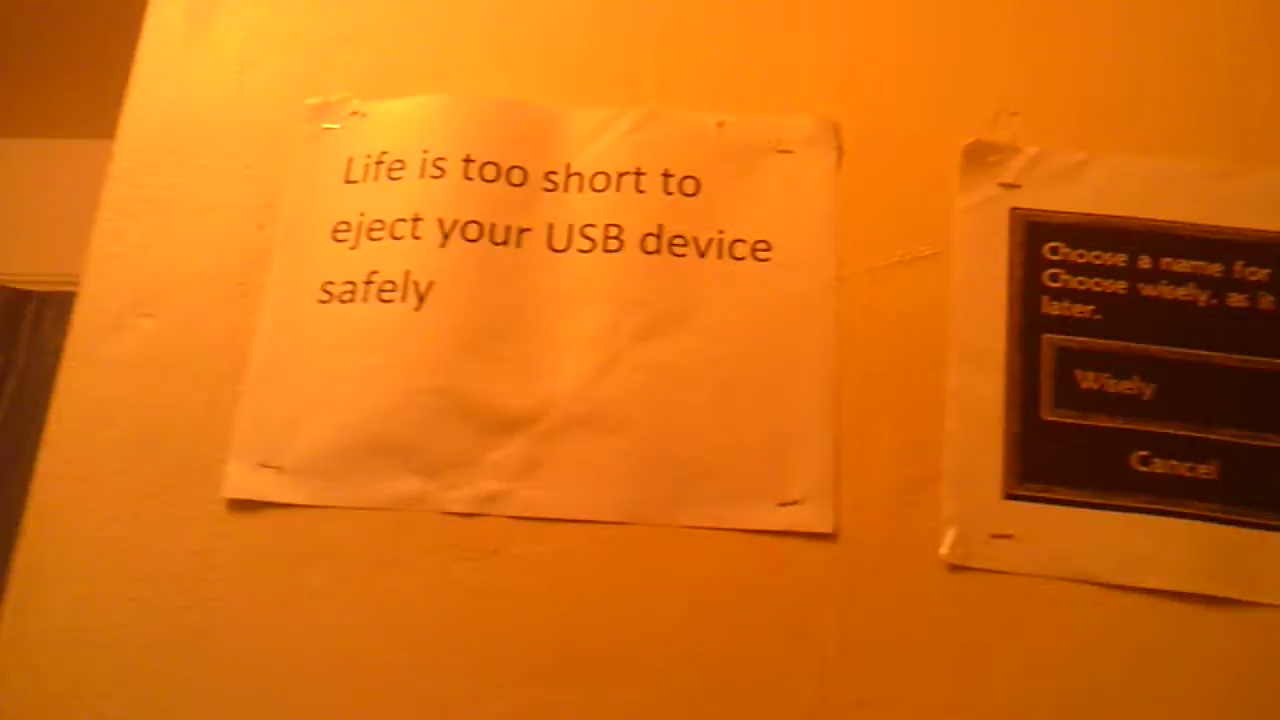 Life is too short to
eject your USB device
safely
Choose a name for
Choose wisely, as it
later.
Wisely
Cancel